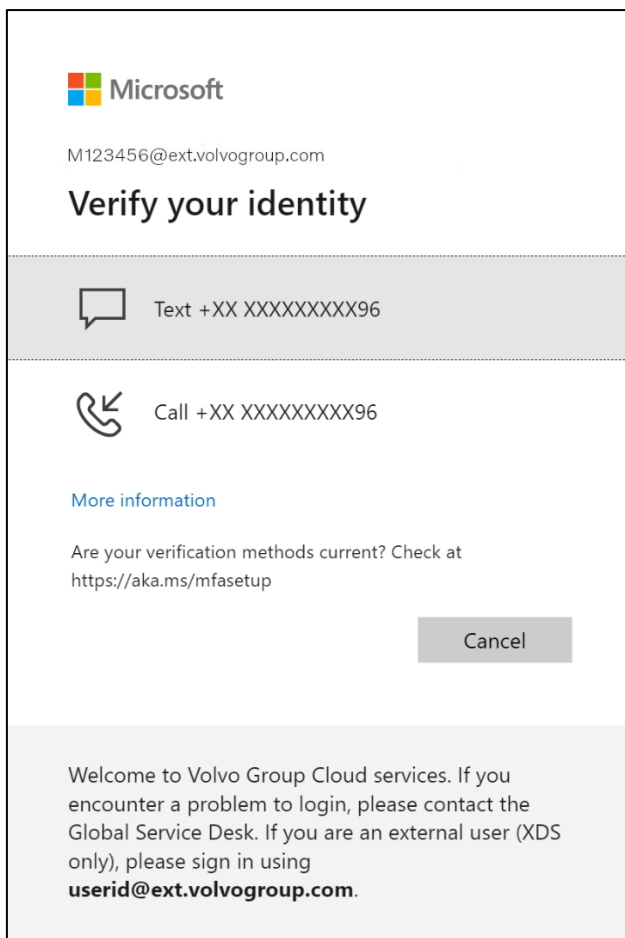 Microsoft
M123456@ext.volvogroup.com
Verify your identity
Text +XX XXXXXXXXX96
Call +XX XXXXXXXXX96
More information
Are your verification methods current? Check at
https://aka.ms/mfasetup
Cancel
Welcome to Volvo Group Cloud services. If you
encounter a problem to login, please contact the
Global Service Desk. If you are an external user (XDS
only), please sign in using
userid@ext.volvogroup.com.